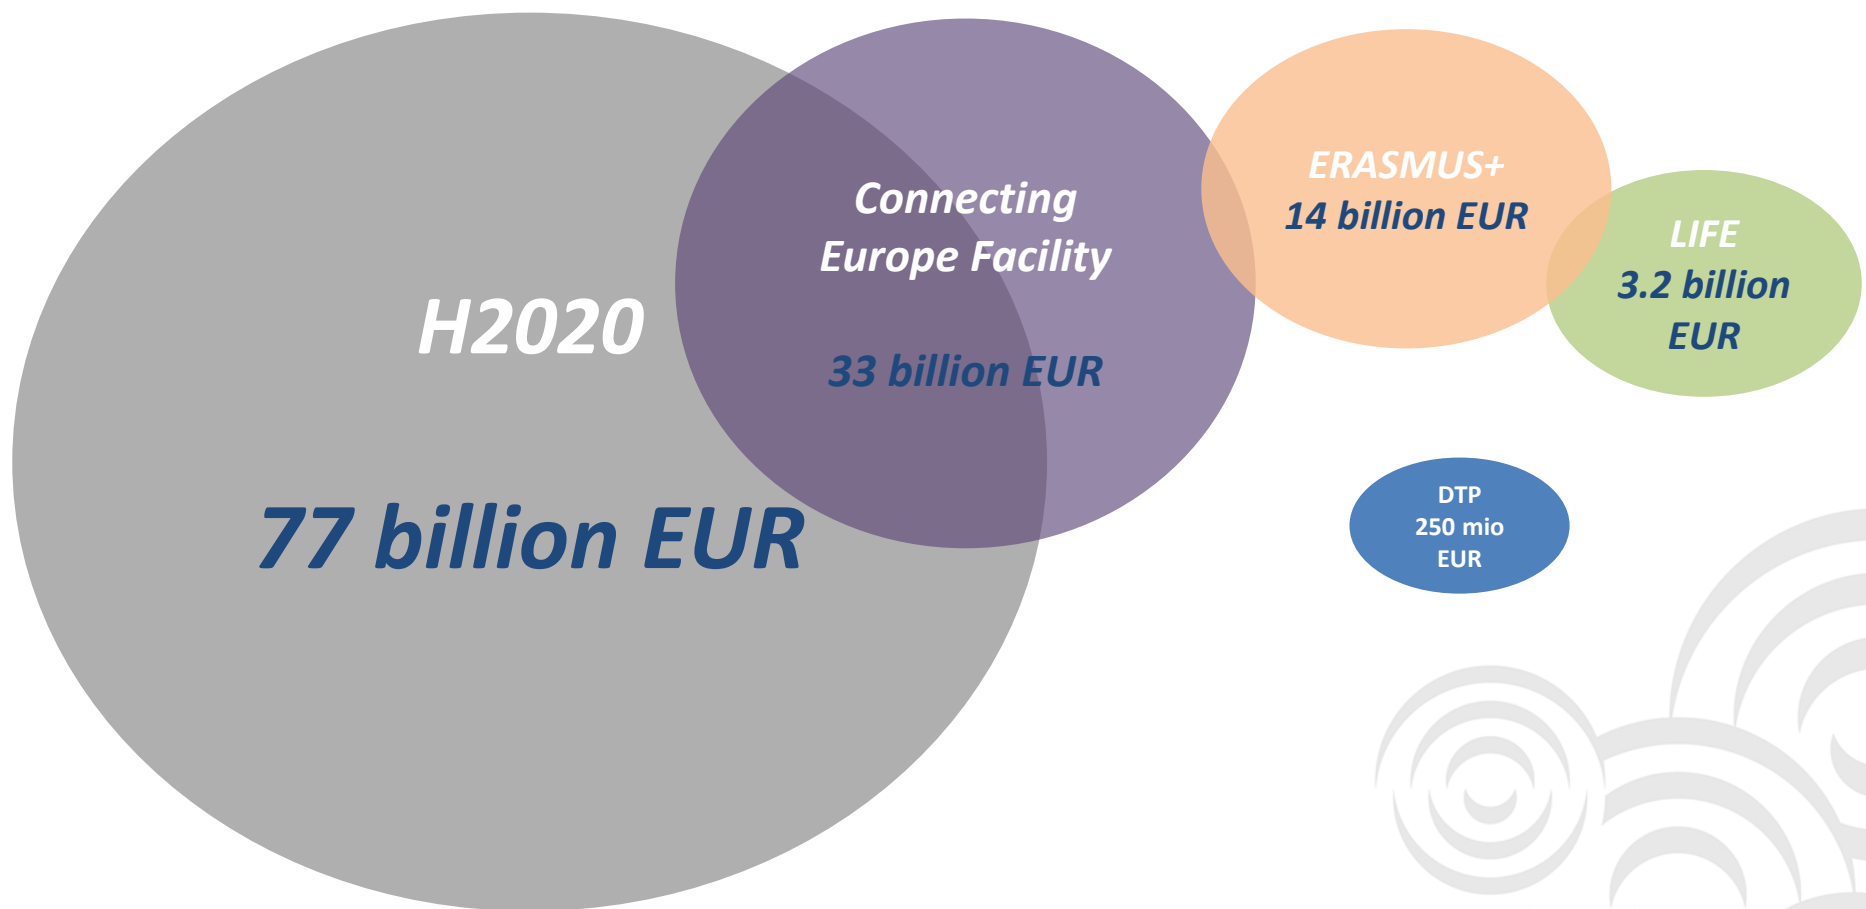 H2020
77 billion EUR
Connecting
Europe Facility
33 billion EUR
ERASMUS+
14 billion EUR
LIFE
3.2 billion
EUR
DTP
250 mio
EUR